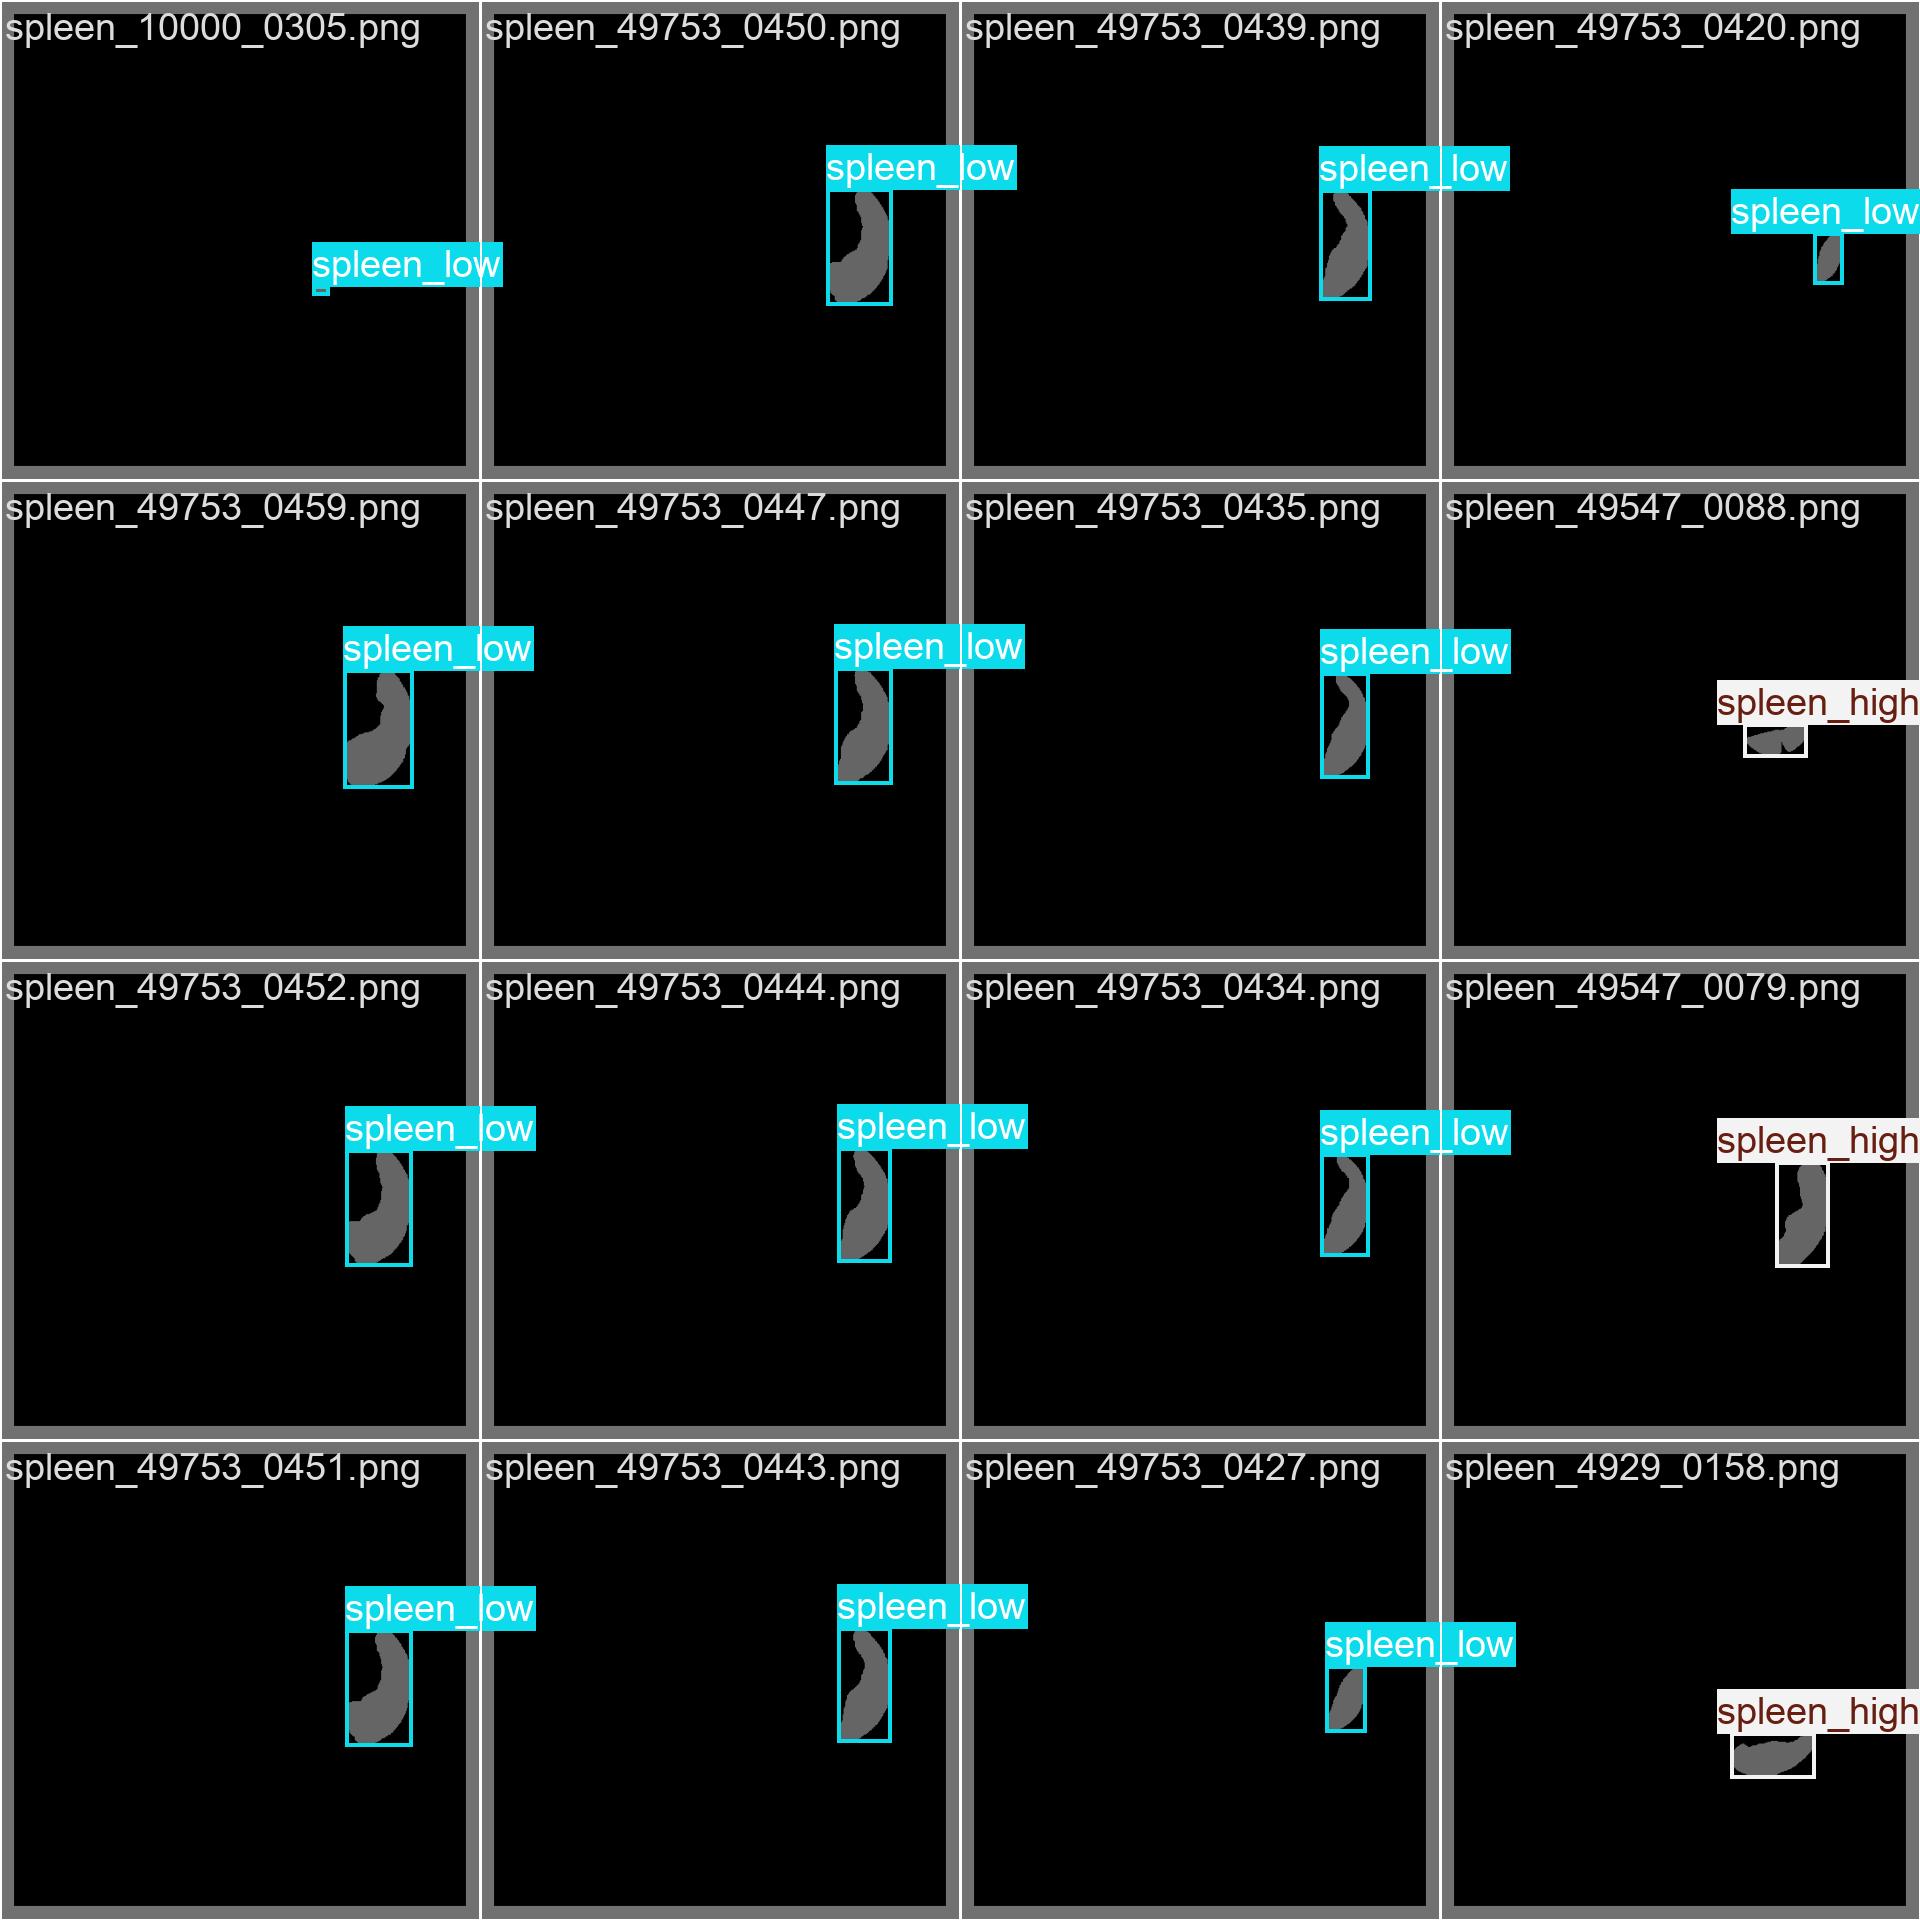 spleen_10000_0305.png
spleen_49753_0450.png
spleen_49753_0439.png
spleen_49753_0420.png
spleen_low
spleen_low
spleen_low
spleen_low
spleen_49753_0459.png
spleen_49753_0447.png
spleen_49753_0435.png
spleen_49547_0088.png
spleen_low
spleen_low
spleen_low
spleen_high
spleen_49753_0452.png
spleen_49753_0444.png
spleen_49753_0434.png
spleen_49547_0079.png
spleen_low
spleen_low
spleen_low
spleen_high
spleen_49753_0451.png
spleen_49753_0443.png
spleen_49753_0427.png
spleen_4929_0158.png
spleen_low
spleen_low
spleen_low
spleen_high